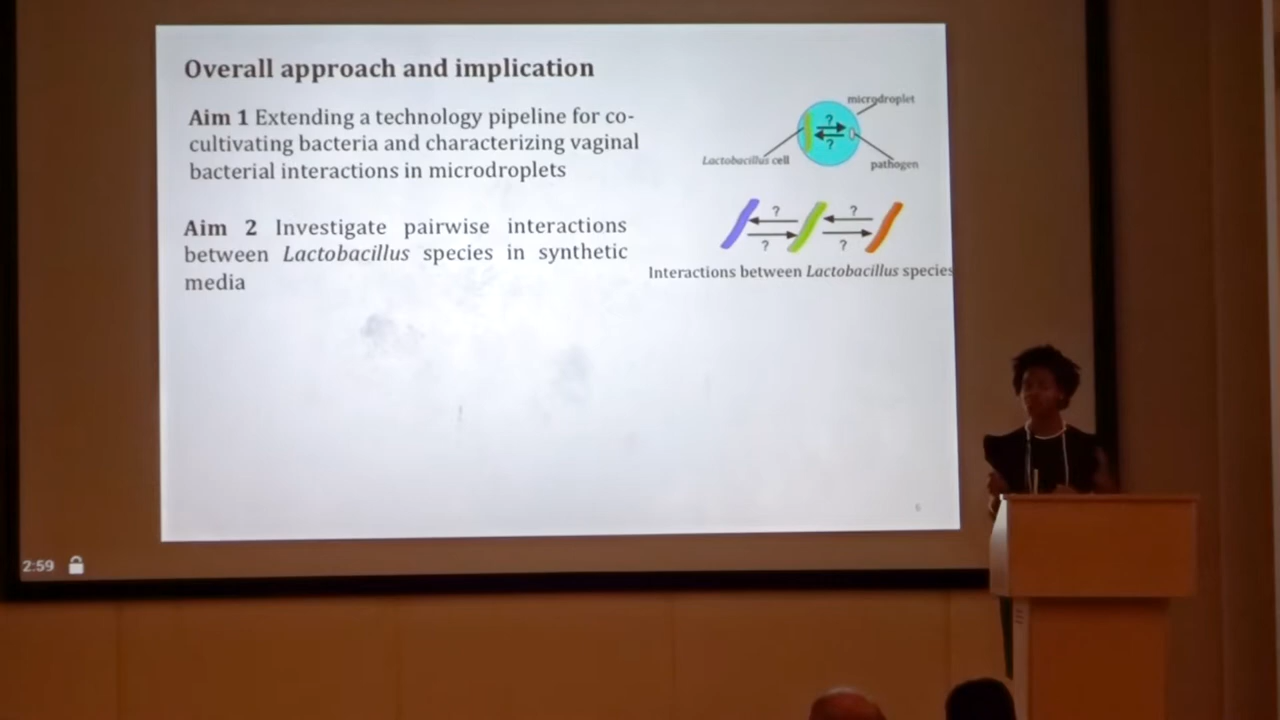 Overall approach and implication
Aim 1 Extending a technology pipeline for co-
cultivating bacteria and characterizing vaginal
bacterial interactions in microdroplets
microdroplet
?
?
Lactobacillus cell
pathogen
Aim 2 Investigate pairwise interactions
between Lactobacillus species in synthetic
media
? ?
? ?
Interactions between Lactobacillus species
6
2:59